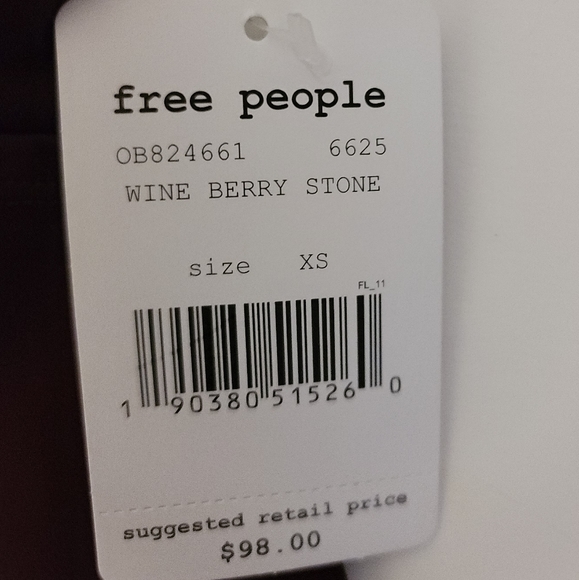 free people
OB824661 6625
WINE BERRY STONE
size XS
FL_11
1 90380 51526 0
suggested retail price
$98.00